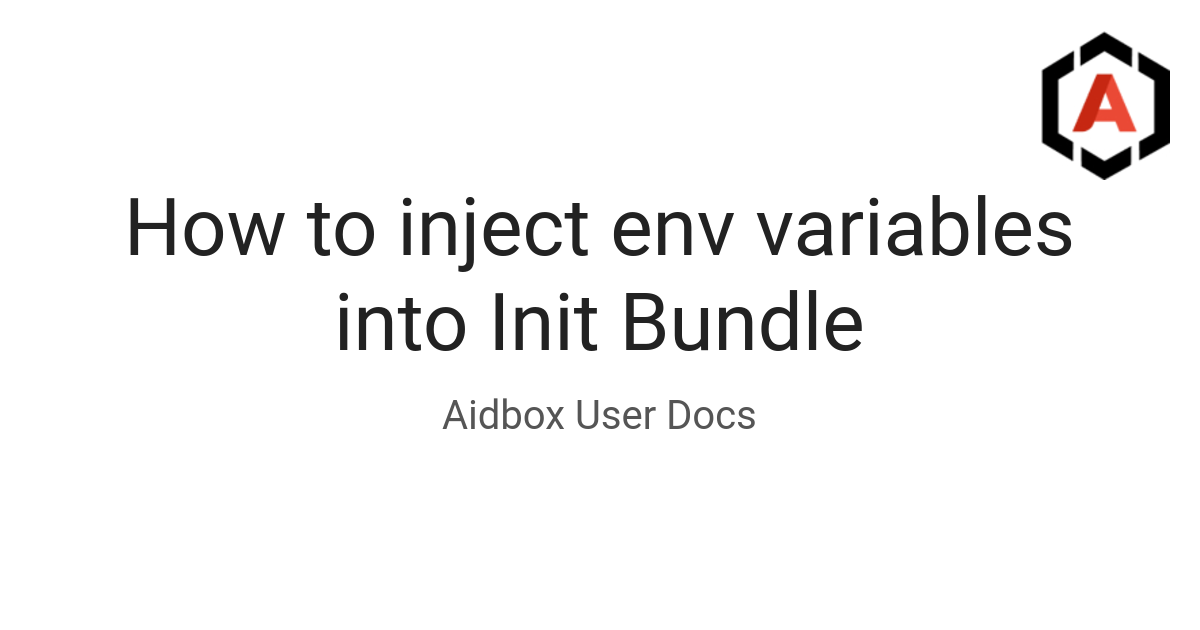 How to inject env variables
into Init Bundle
Aidbox User Docs